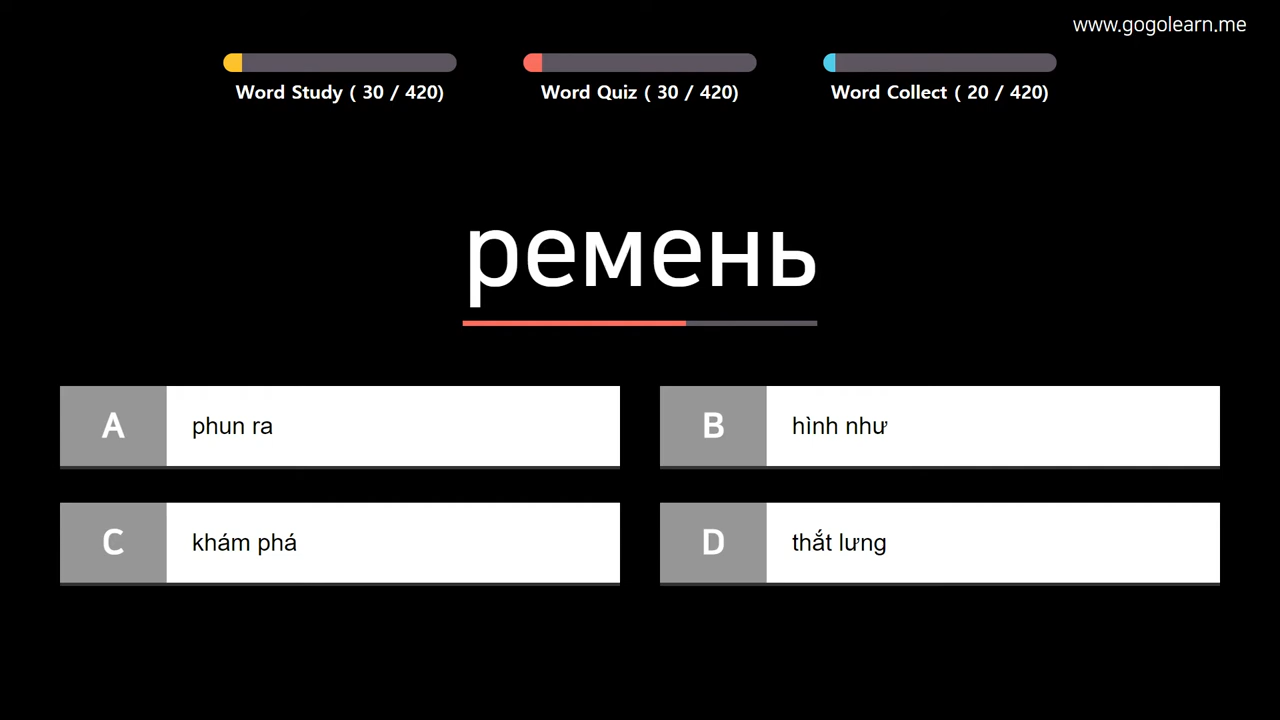 www.gogolearn.me
Word Study ( 30 / 420)
Word Quiz ( 30 / 420)
Word Collect ( 20 / 420)
ремень
A phun ra
B hình như
C khám phá
D thắt lưng